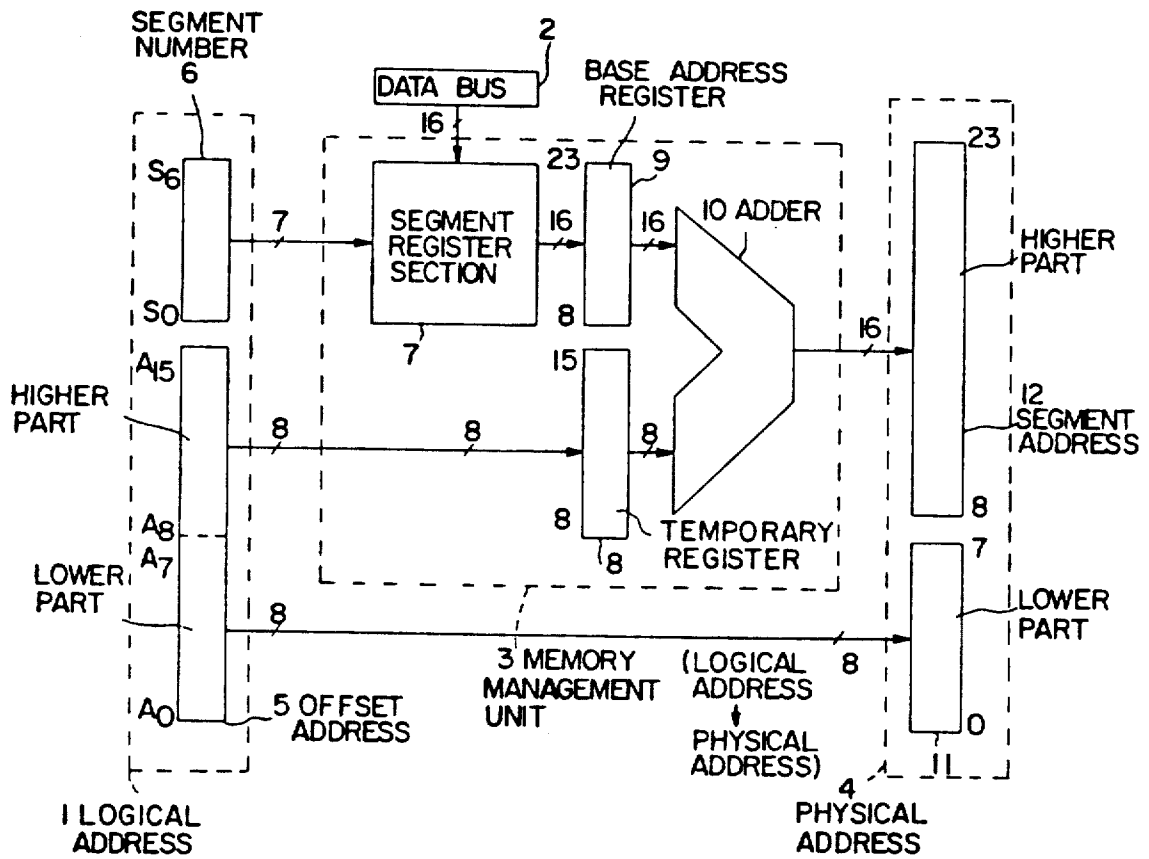 SEGMENT
NUMBER
6
2
DATA BUS
16
BASE ADDRESS
REGISTER
S6
S0
7
SEGMENT
REGISTER
SECTION
7
16
23
8
9
16
10 ADDER
16
23
HIGHER
PART
12
SEGMENT
ADDRESS
8
A15
HIGHER
PART
8
8
15
8
8
TEMPORARY
REGISTER
8
A8
A7
LOWER
PART
8
8
7
LOWER
PART
0
11
A0
5 OFFSET
ADDRESS
3 MEMORY
MANAGEMENT
UNIT
(LOGICAL
ADDRESS
PHYSICAL
ADDRESS)
1 LOGICAL
ADDRESS
4
PHYSICAL
ADDRESS